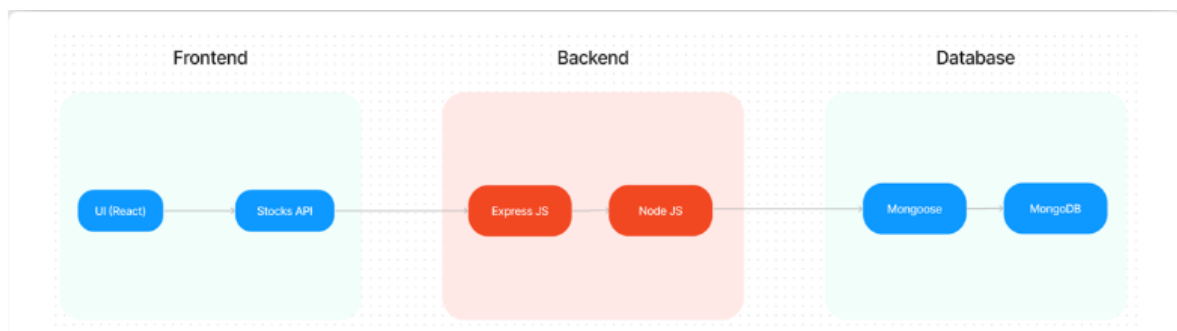 Frontend
Backend
Database
UI (React)
Stocks API
Express JS
Node JS
Mongoose
MongoDB